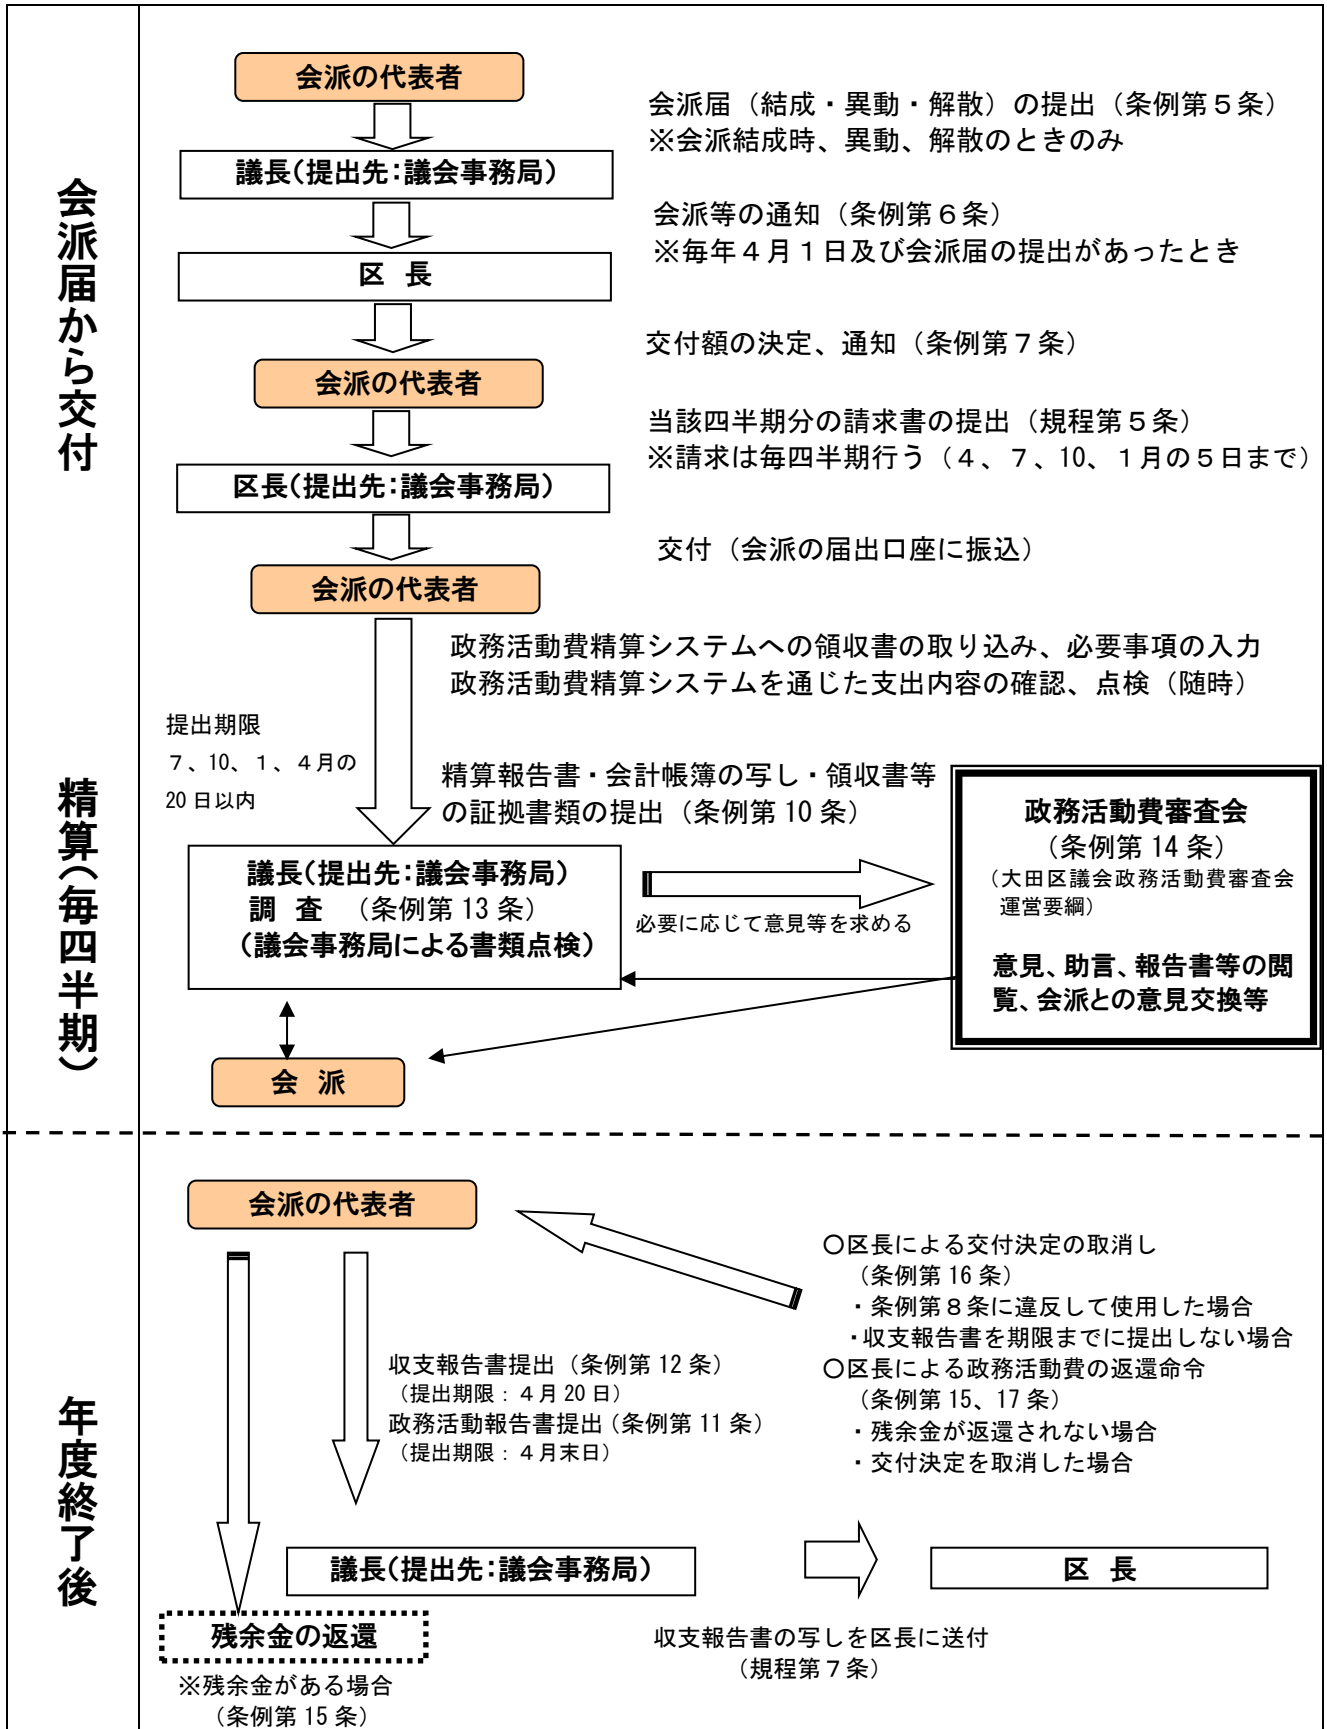 会派届から交付
会派の代表者
会派届（結成・異動・解散）の提出（条例第５条）
※会派結成時、異動、解散のときのみ
議長（提出先：議会事務局）
会派等の通知（条例第６条）
※毎年４月１日及び会派届の提出があったとき
区 長
交付額の決定、通知（条例第７条）
会派の代表者
当該四半期分の請求書の提出（規程第５条）
※請求は毎四半期行う（４、７、10、１月の５日まで）
区長（提出先：議会事務局）
交付（会派の届出口座に振込）
会派の代表者
精算（毎四半期）
政務活動費精算システムへの領収書の取り込み、必要事項の入力
政務活動費精算システムを通じた支出内容の確認、点検（随時）
提出期限
７、10、１、４月の
20日以内
精算報告書・会計帳簿の写し・領収書等
の証拠書類の提出（条例第 10 条）
議長（提出先：議会事務局）
調 査 （条例第 13 条）
（議会事務局による書類点検）
必要に応じて意見等を求める
政務活動費審査会
（条例第 14 条）
（大田区議会政務活動費審査会
運営要綱）
意見、助言、報告書等の閲
覧、会派との意見交換等
会 派
年度終了後
会派の代表者
〇区長による交付決定の取消し
（条例第 16 条）
・条例第８条に違反して使用した場合
・収支報告書を期限までに提出しない場合
〇区長による政務活動費の返還命令
（条例第 15、17 条）
・残余金が返還されない場合
・交付決定を取消した場合
収支報告書提出（条例第 12 条）
（提出期限：４月 20 日）
政務活動報告書提出（条例第 11 条）
（提出期限：４月末日）
議長（提出先：議会事務局）
区 長
残余金の返還
※残余金がある場合
（条例第 15 条）
収支報告書の写しを区長に送付
（規程第７条）